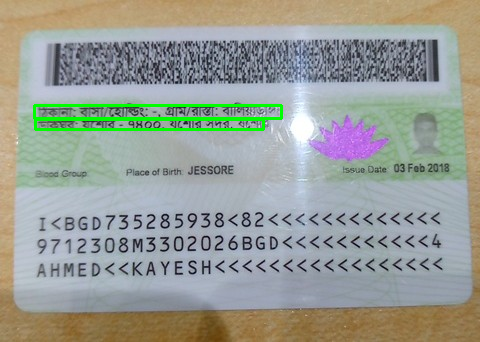 ঠিকানা: বাসা/হোল্ডিং: -, গ্রাম/রাস্তা: বালিয়াডাঙ্গা,
ডাকঘর: যশোর - ৭৪০০, যশোর সদর, যশোর
Blood Group:
Place of Birth: JESSORE
Issue Date: 03 Feb 2018
I<BGD735285938<82<<<<<<<<<<<<<<
9712308M3302026BGD<<<<<<<<<<<4
AHMED<<KAYESH<<<<<<<<<<<<<<<<<